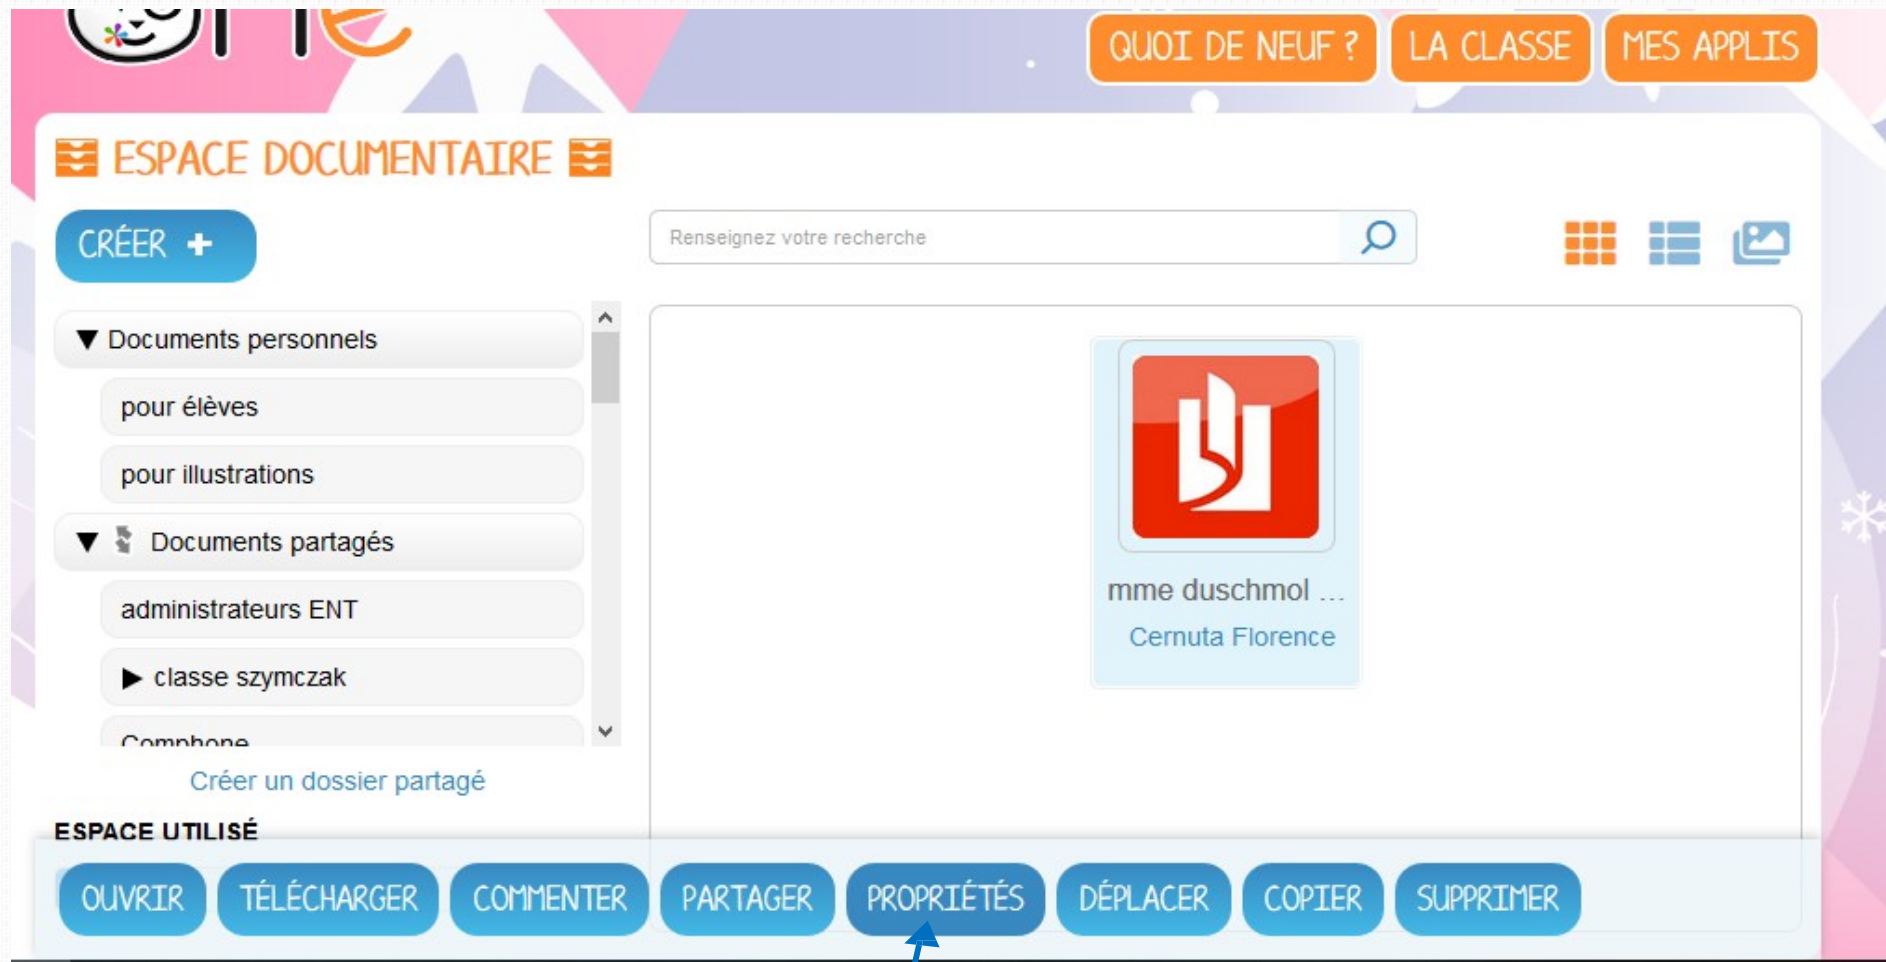 One
QUOI DE NEUF ?
LA CLASSE
MES APPLIS
ESPACE DOCUMENTAIRE
CRÉER +
Renseignez votre recherche
Documents personnels
pour élèves
pour illustrations
Documents partagés
administrateurs ENT
classe szymczak
Comphone
mme duschmol ...
Cernuta Florence
Créer un dossier partagé
ESPACE UTILISÉ
OUVRIR
TÉLÉCHARGER
COMMENTER
PARTAGER
PROPRIÉTÉS
DÉPLACER
COPIER
SUPPRIMER